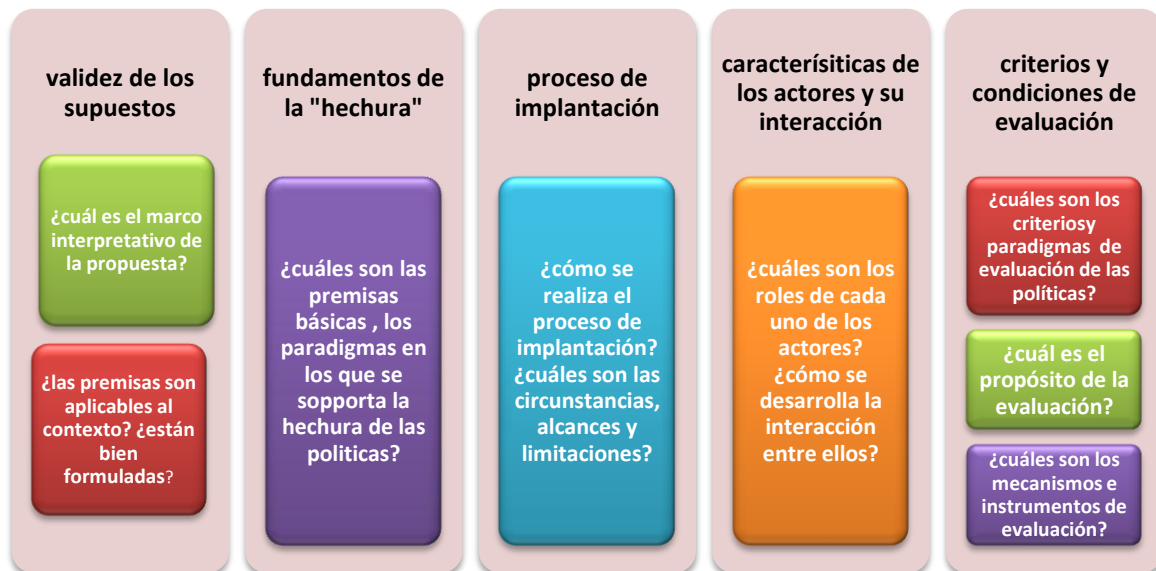 validez de los
supuestos
¿cuál es el marco
interpretativo de
la propuesta?
¿las premisas son
aplicables al
contexto? ¿están
bien
formuladas?
fundamentos de
la "hechura"
¿cuáles son las
premisas
básicas , los
paradigmas en
los que se
sopporta la
hechura de las
politicas?
proceso de
implantación
¿cómo se
realiza el
proceso de
implantación?
¿cuáles son las
circunstancias,
alcances y
limitaciones?
caracterísiticas de
los actores y su
interacción
¿cuáles son los
roles de cada
uno de los
actores?
¿cómo se
desarrolla la
interacción
entre ellos?
criterios y
condiciones de
evaluación
¿cuáles son los
criteriosy
paradigmas de
evaluación de las
políticas?
¿cuál es el
propósito de la
evaluación?
¿cuáles son los
mecanismos e
instrumentos de
evaluación?